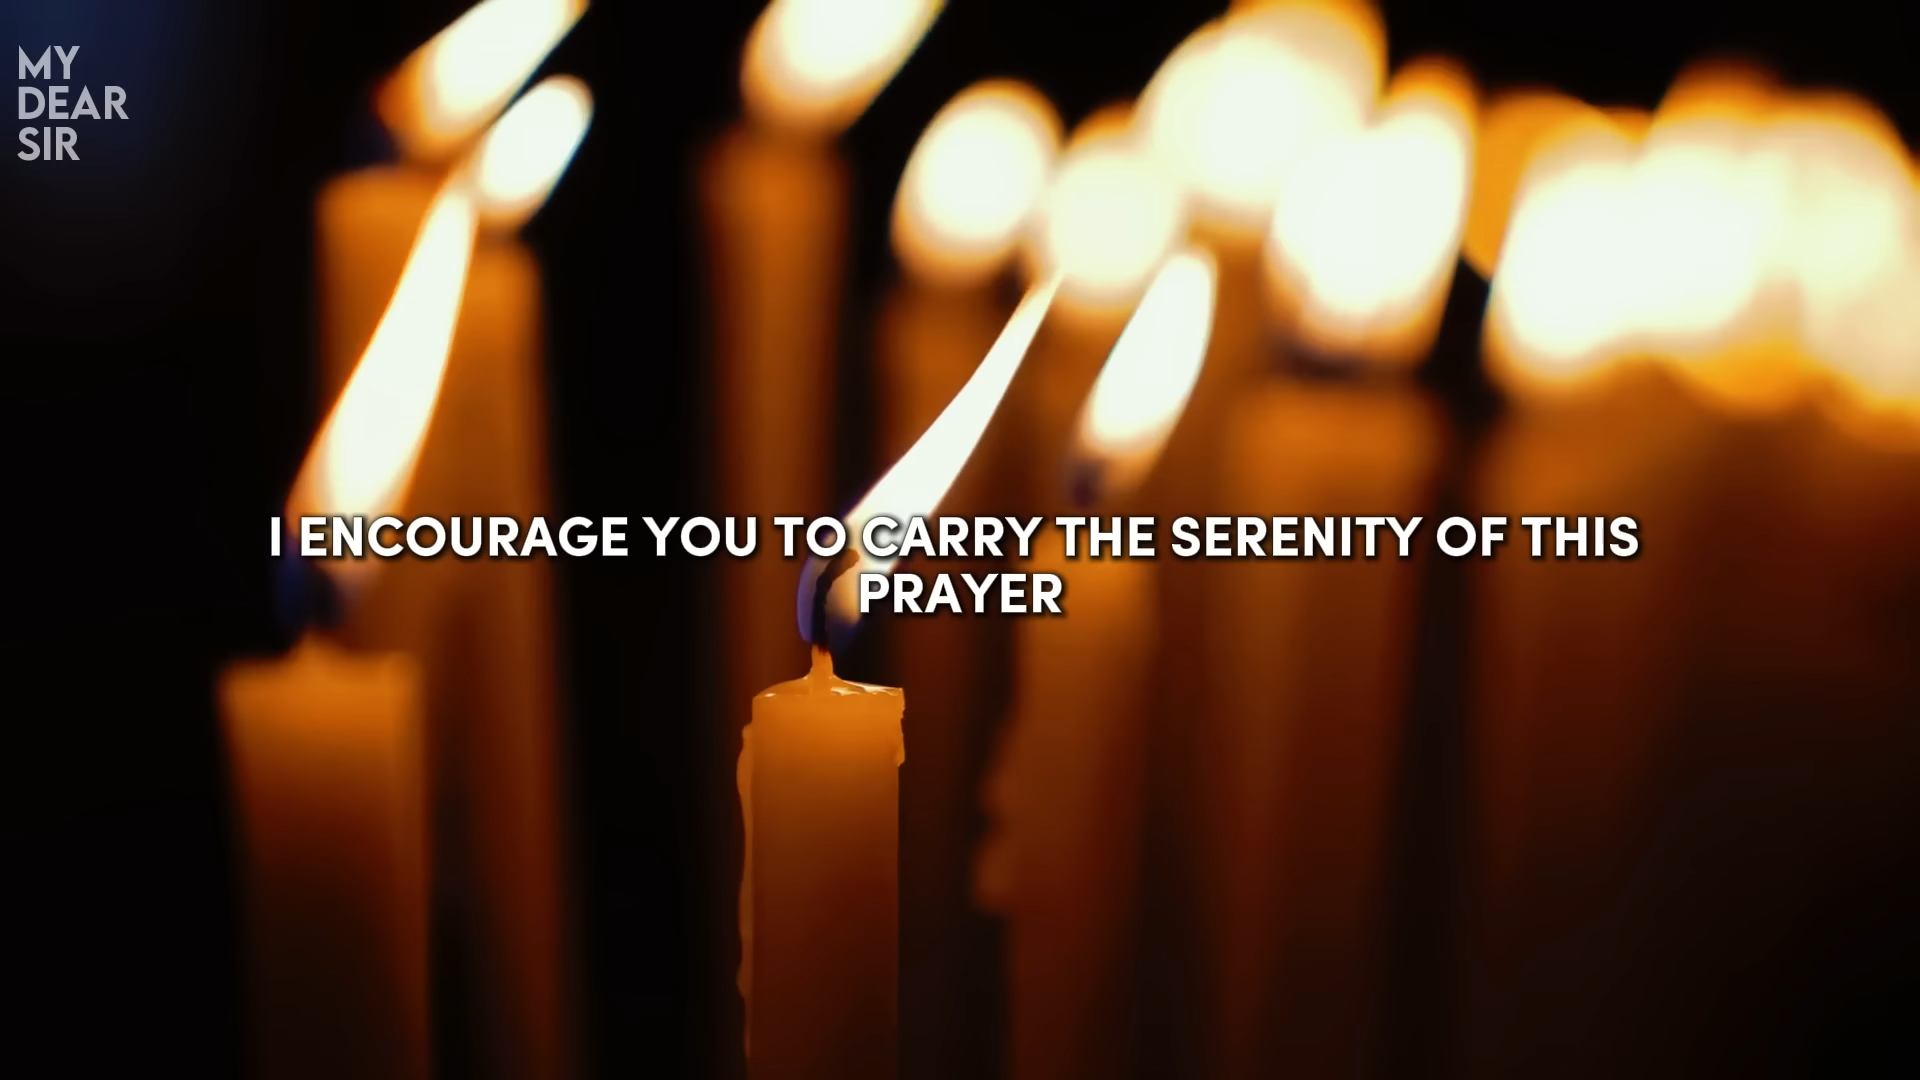 MY
DEAR
SIR
I ENCOURAGE YOU TO CARRY THE SERENITY OF THIS
PRAYER